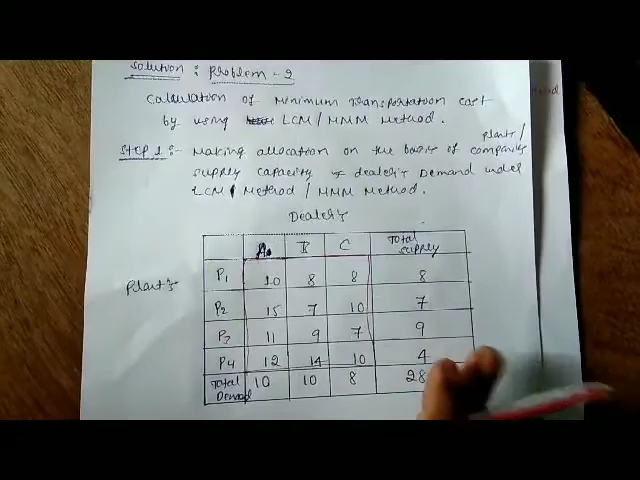 Solution : Problem - 2
Calculation of Minimum Transportation cost
by using LCM / MMM Method.
Step 1 :- Making allocation on the basis of company's plant/
supply capacity & dealer's Demand under
LCM Method / MMM Method.
Dealer's
A B C Total Supply
Plant's
P1 10 8 8 8
P2 15 7 10 7
P3 11 9 7 9
P4 12 14 10 4
Total Demand 10 10 8 28